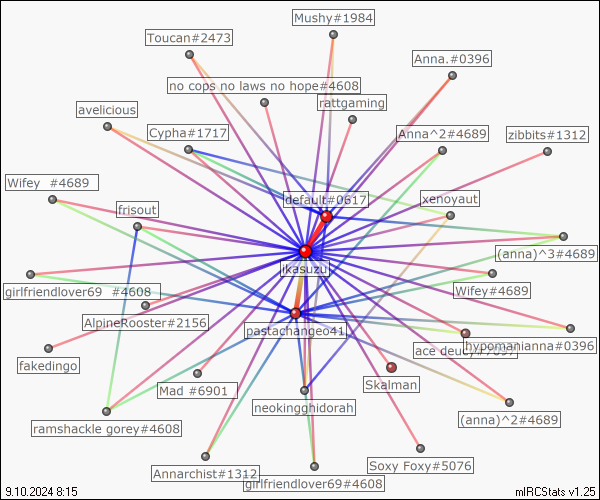 Mushy#1984
Toucan#2473
Anna.#0396
no cops no laws no hope#4608
rattgaming
avelicious
Cypha#1717
Anna^2#4689
zibbits#1312
Wifey  #4689
default#0617
xenoyaut
frisout
(anna)^3#4689
ikasuzu
girlfriendlover69  #4608
Wifey#4689
AlpineRooster#2156
pastachangeo41
hypomanianna#0396
ace deucy
fakedingo
Mad #6901
Skalman
neokingghidorah
(anna)^2#4689
ramshackle gorey#4608
Annarchist#1312
Soxy Foxy#5076
girlfriendlover69#4608
9.10.2024 8:15
mIRCStats v1.25